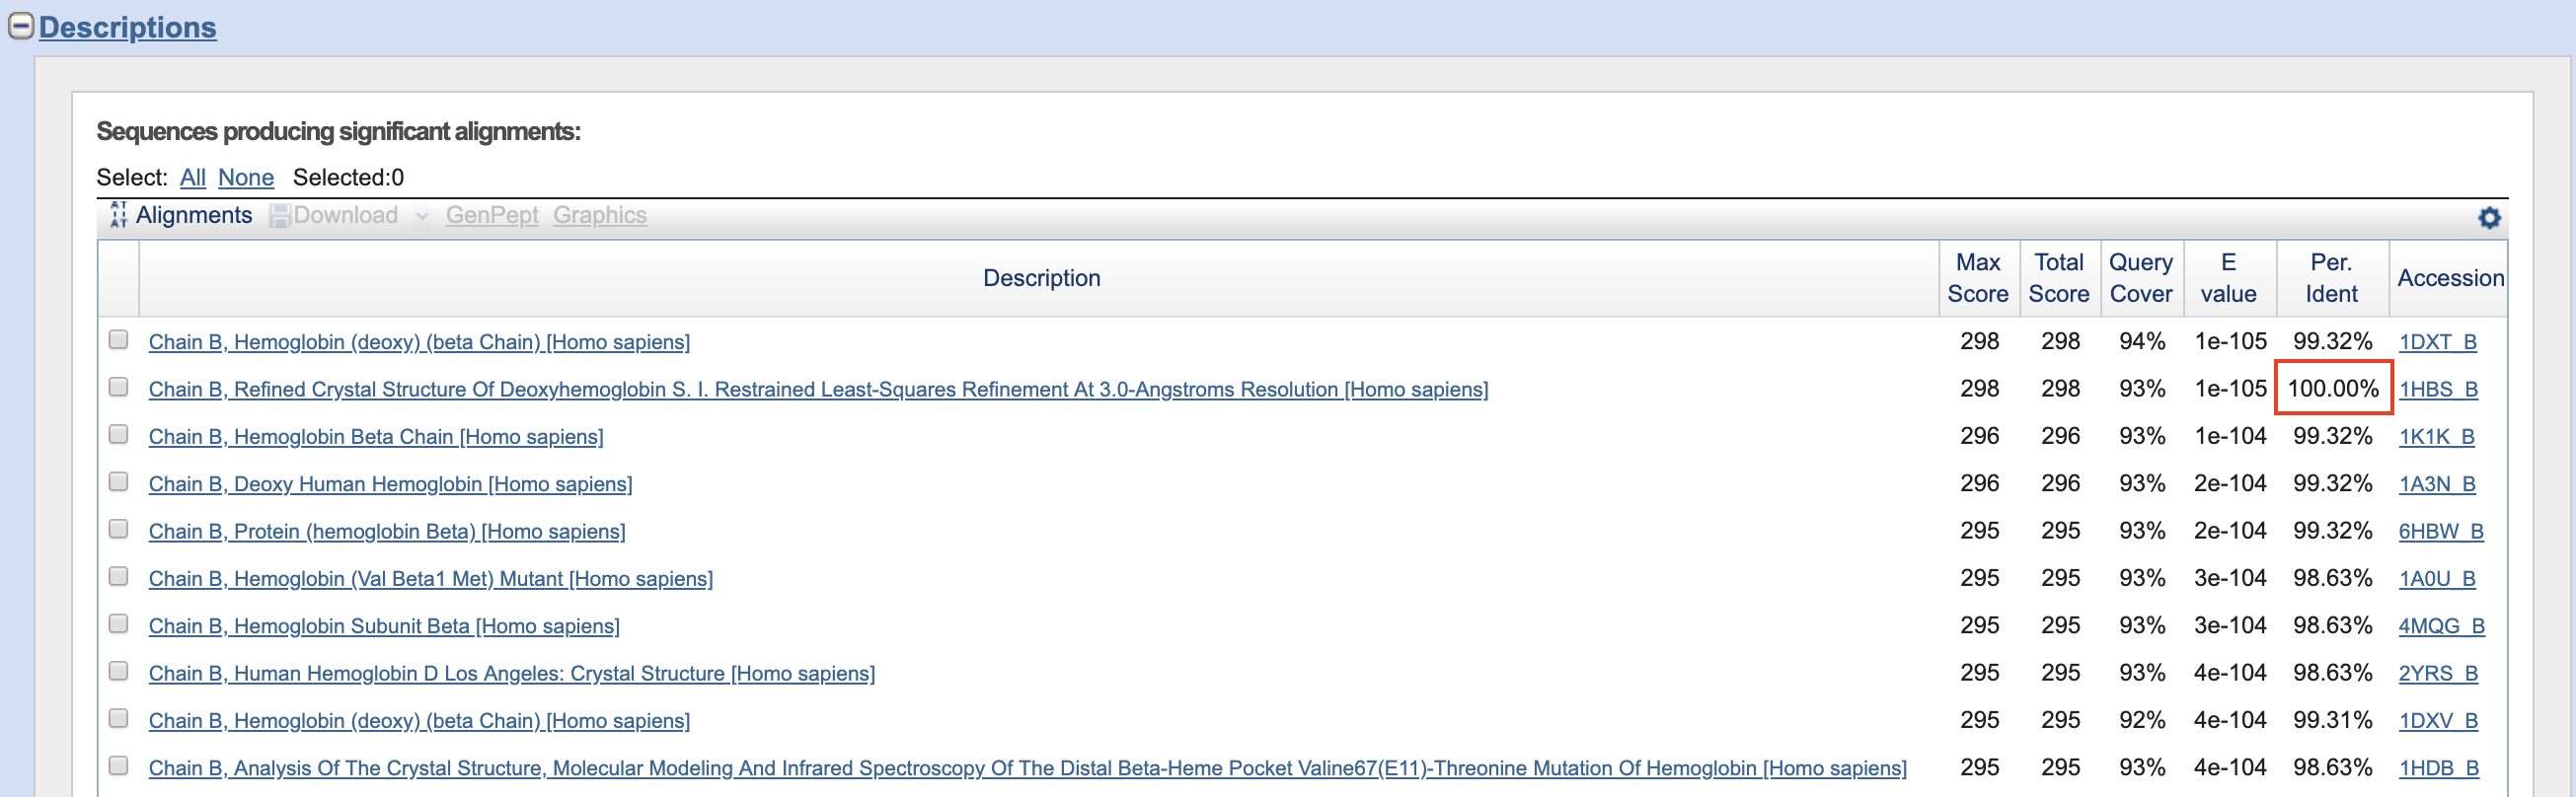 Descriptions
Sequences producing significant alignments:
Select: All None Selected:0
Alignments Download GenPept Graphics
Description Max Score Total Score Query Cover E value Per. Ident Accession
Chain B, Hemoglobin (deoxy) (beta Chain) [Homo sapiens] 298 298 94% 1e-105 99.32% 1DXT_B
Chain B, Refined Crystal Structure Of Deoxyhemoglobin S. I. Restrained Least-Squares Refinement At 3.0-Angstroms Resolution [Homo sapiens] 298 298 93% 1e-105 100.00% 1HBS_B
Chain B, Hemoglobin Beta Chain [Homo sapiens] 296 296 93% 1e-104 99.32% 1K1K_B
Chain B, Deoxy Human Hemoglobin [Homo sapiens] 296 296 93% 2e-104 99.32% 1A3N_B
Chain B, Protein (hemoglobin Beta) [Homo sapiens] 295 295 93% 2e-104 99.32% 6HBW_B
Chain B, Hemoglobin (Val Beta1 Met) Mutant [Homo sapiens] 295 295 93% 3e-104 98.63% 1A0U_B
Chain B, Hemoglobin Subunit Beta [Homo sapiens] 295 295 93% 3e-104 98.63% 4MQG_B
Chain B, Human Hemoglobin D Los Angeles: Crystal Structure [Homo sapiens] 295 295 93% 4e-104 98.63% 2YRS_B
Chain B, Hemoglobin (deoxy) (beta Chain) [Homo sapiens] 295 295 92% 4e-104 99.31% 1DXV_B
Chain B, Analysis Of The Crystal Structure, Molecular Modeling And Infrared Spectroscopy Of The Distal Beta-Heme Pocket Valine67(E11)-Threonine Mutation Of Hemoglobin [Homo sapiens] 295 295 93% 4e-104 98.63% 1HDB_B